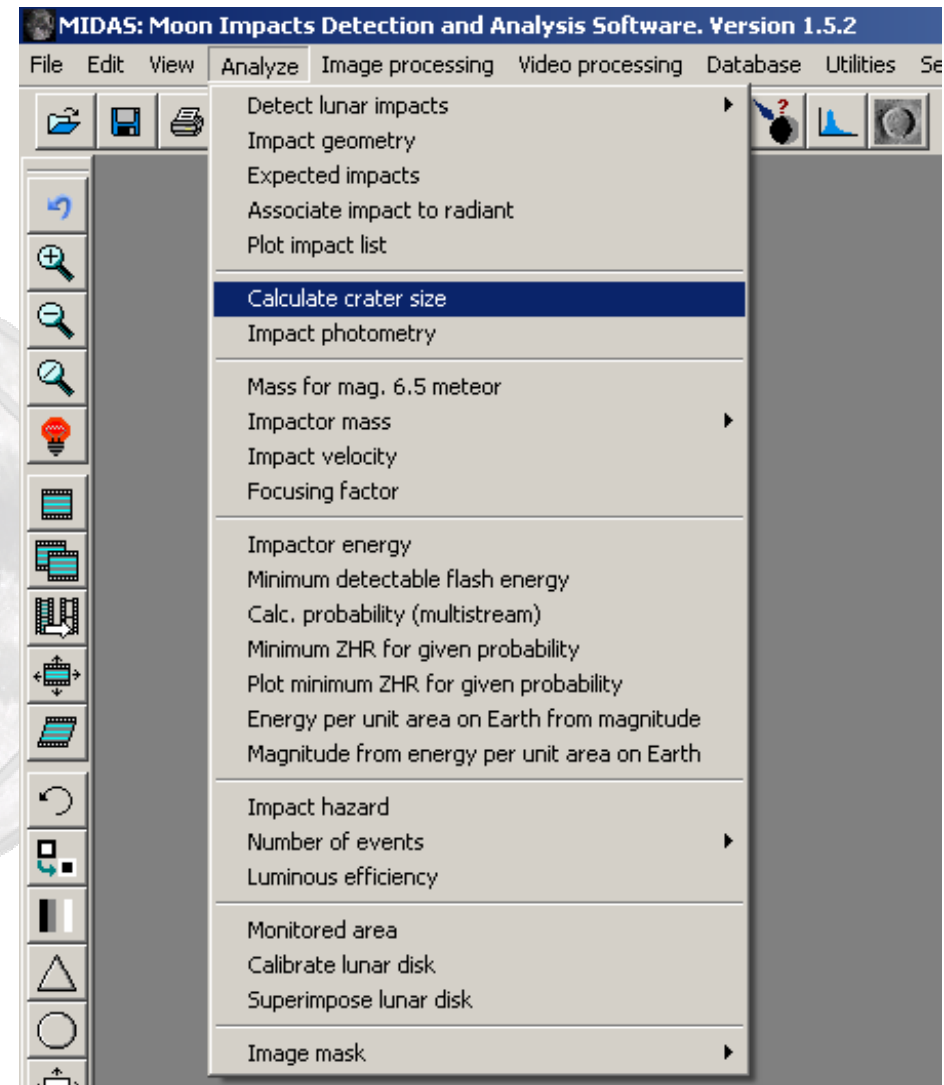 MIDAS: Moon Impacts Detection and Analysis Software. Version 1.5.2
File Edit View Analyze Image processing Video processing Database Utilities Se
?
Detect lunar impacts
Impact geometry
Expected impacts
Associate impact to radiant
Plot impact list
Calculate crater size
Impact photometry
Mass for mag. 6.5 meteor
Impactor mass
Impact velocity
Focusing factor
Impactor energy
Minimum detectable flash energy
Calc. probability (multistream)
Minimum ZHR for given probability
Plot minimum ZHR for given probability
Energy per unit area on Earth from magnitude
Magnitude from energy per unit area on Earth
Impact hazard
Number of events
Luminous efficiency
Monitored area
Calibrate lunar disk
Superimpose lunar disk
Image mask